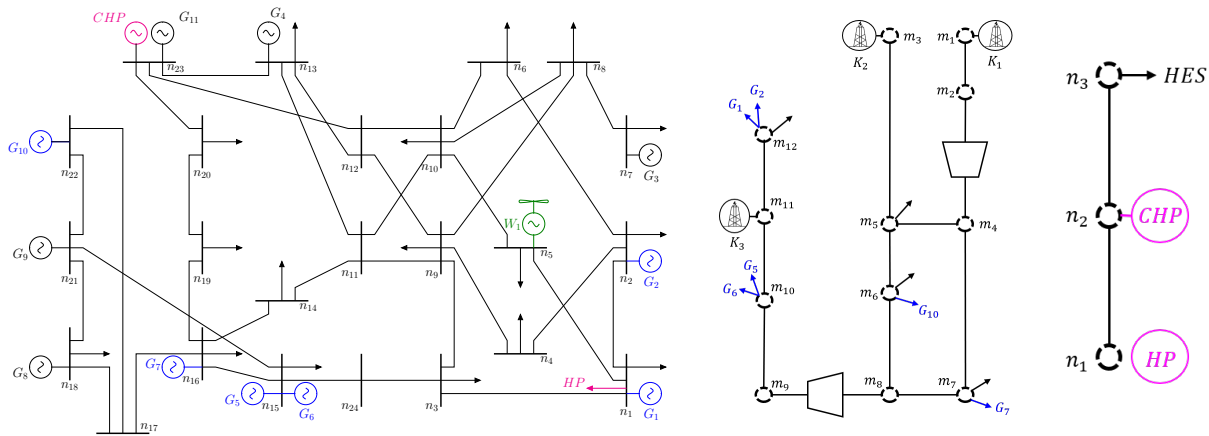 CHP
G₁₁
G₄
n₂₃
n₁₃
n₆
n₈
G₁₀
n₂₂
n₂₀
n₁₂
n₁₀
n₇
G₃
W₁
G₉
n₂₁
n₁₉
n₁₁
n₉
n₅
n₂
G₂
n₁₄
n₄
G₈
n₁₈
G₇
n₁₆
G₅
n₁₅
G₆
n₂₄
n₃
HP
n₁
G₁
n₁₇
K₂
m₃
m₁
K₁
m₂
G₂
G₁
m₁₂
m₁₁
K₃
m₅
m₄
G₅
G₆
m₁₀
m₆
G₁₀
m₉
m₈
m₇
G₇
n₃
HES
n₂
CHP
n₁
HP